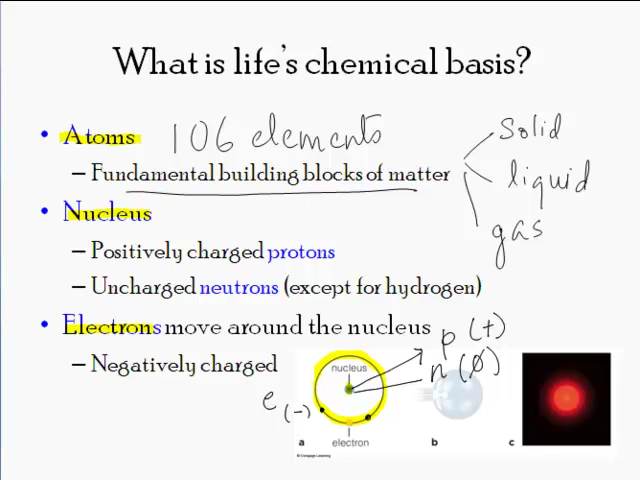 What is life's chemical basis?
• Atoms 106 elements
– Fundamental building blocks of matter
solid
liquid
gas
• Nucleus
– Positively charged protons
– Uncharged neutrons (except for hydrogen)
• Electrons move around the nucleus
p (+)
– Negatively charged
n (∅)
nucleus
e (-)
electron
a
b
c
© Cengage Learning